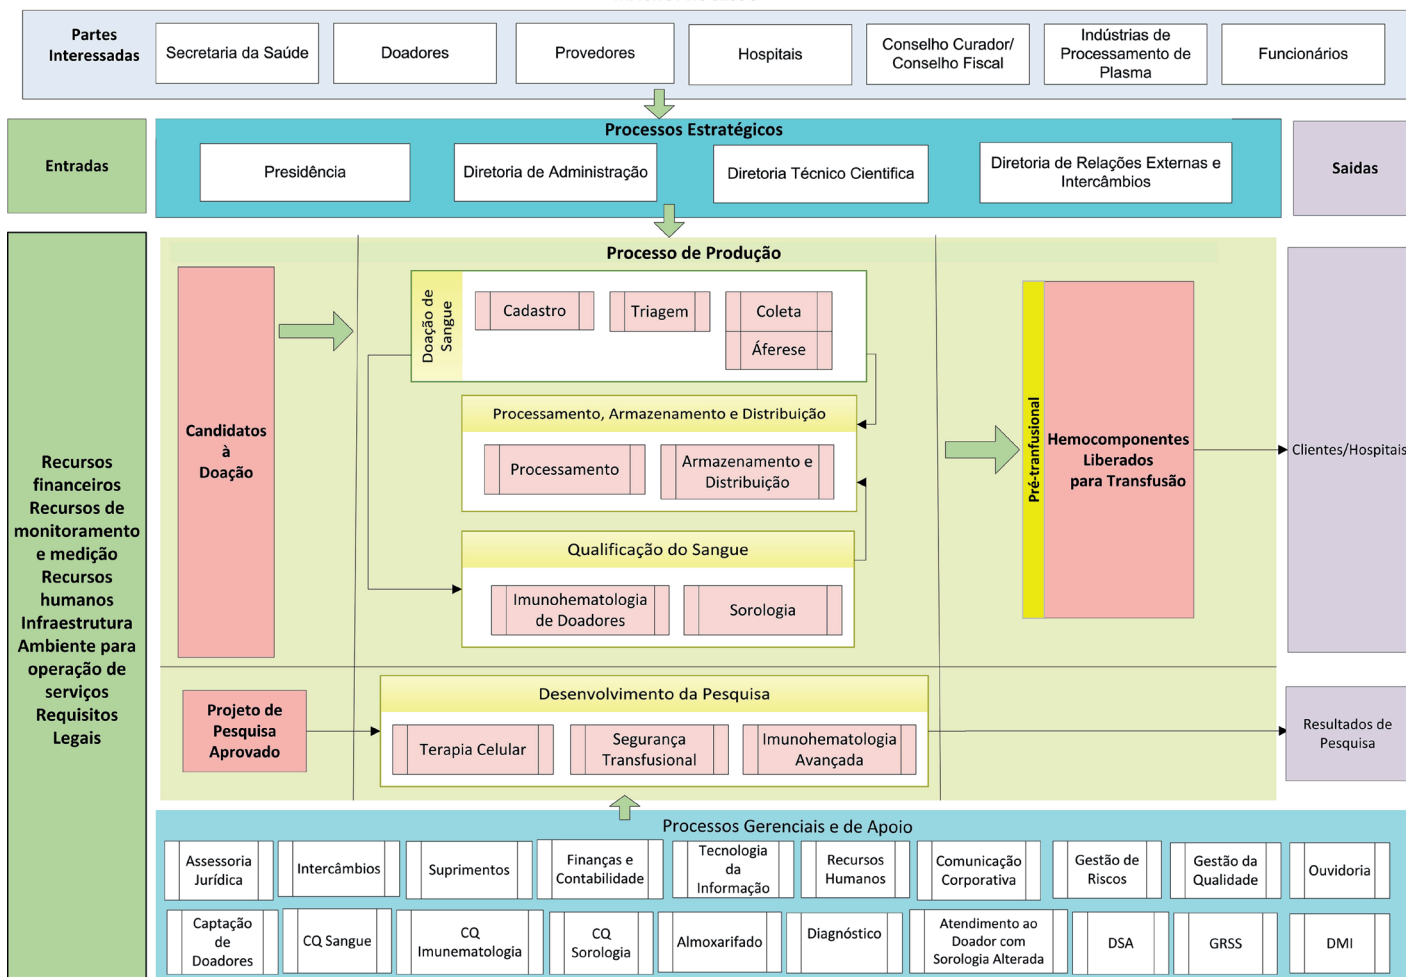 Partes
Interessadas
Secretaria da Saúde
Doadores
Provedores
Hospitais
Conselho Curador/
Conselho Fiscal
Indústrias de
Processamento de
Plasma
Funcionários
Entradas
Processos Estratégicos
Presidência
Diretoria de Administração
Diretoria Técnico Cientifica
Diretoria de Relações Externas e
Intercâmbios
Saidas
Recursos
financeiros
Recursos de
monitoramento
e medição
Recursos
humanos
Infraestrutura
Ambiente para
operação de
serviços
Requisitos
Legais
Processo de Produção
Candidatos
à
Doação
Doação de
Sangue
Cadastro
Triagem
Coleta
Áferese
Processamento, Armazenamento e Distribuição
Processamento
Armazenamento e
Distribuição
Qualificação do Sangue
Imunohematologia
de Doadores
Sorologia
Pré-tranfusional
Hemocomponentes
Liberados
para Transfusão
Clientes/Hospitais
Projeto de
Pesquisa
Aprovado
Desenvolvimento da Pesquisa
Terapia Celular
Segurança
Transfusional
Imunohematologia
Avançada
Resultados de
Pesquisa
Processos Gerenciais e de Apoio
Assessoria
Jurídica
Intercâmbios
Suprimentos
Finanças e
Contabilidade
Tecnologia
da
Informação
Recursos
Humanos
Comunicação
Corporativa
Gestão de
Riscos
Gestão da
Qualidade
Ouvidoria
Captação
de
Doadores
CQ Sangue
CQ
Imunematologia
CQ
Sorologia
Almoxarifado
Diagnóstico
Atendimento ao
Doador com
Sorologia Alterada
DSA
GRSS
DMI